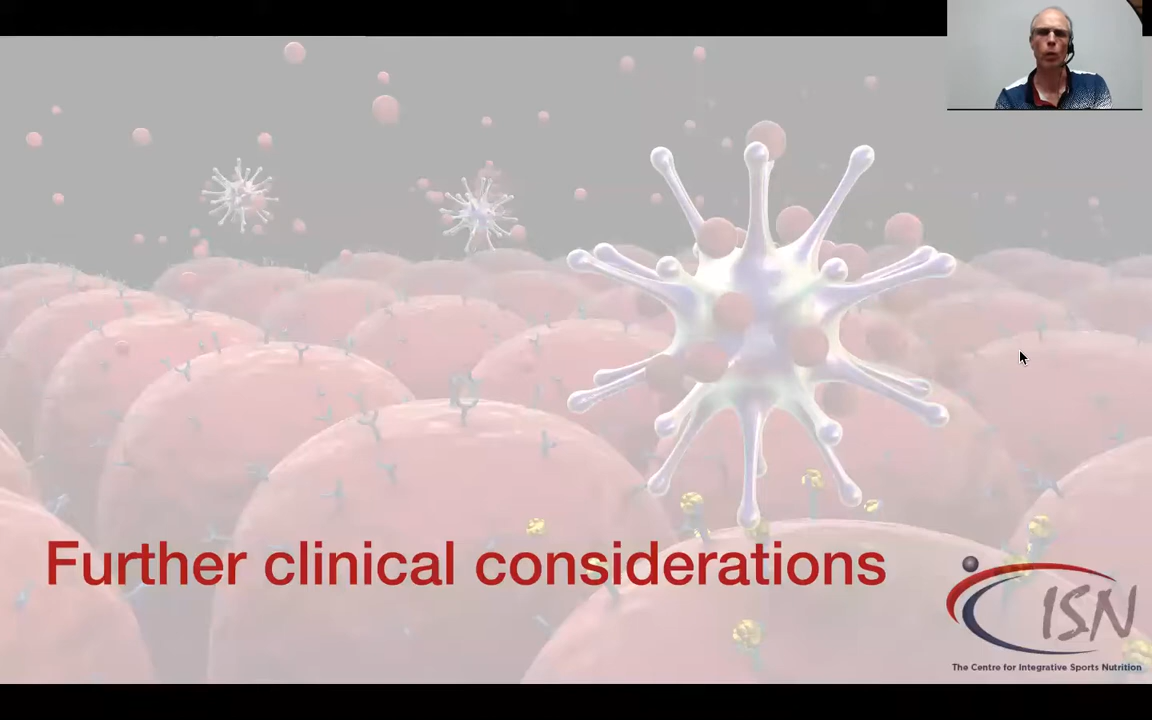 Further clinical considerations
ISN
The Centre for Integrative Sports Nutrition